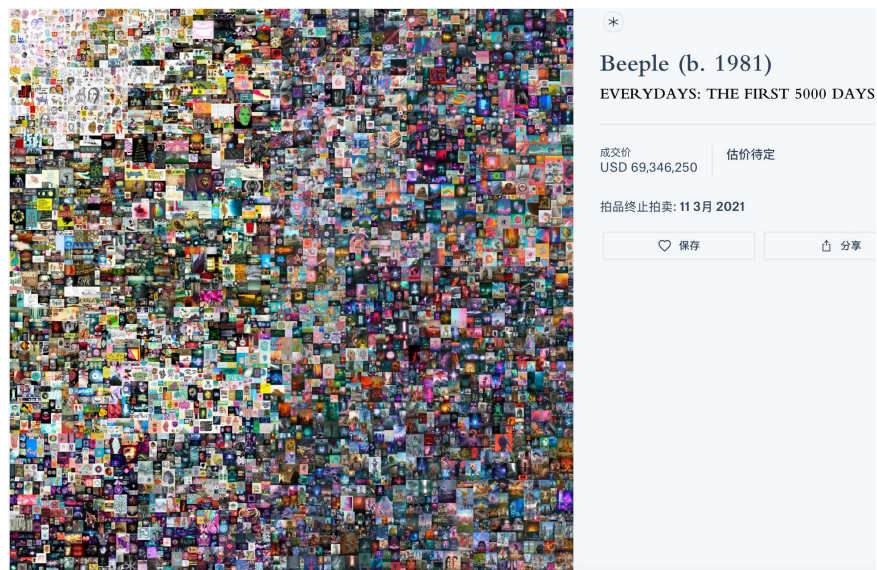 Beeple (b. 1981)
EVERYDAYS: THE FIRST 5000 DAYS
成交价
USD 69,346,250
估价待定
拍品终止拍卖: 11 3月 2021
保存
分享